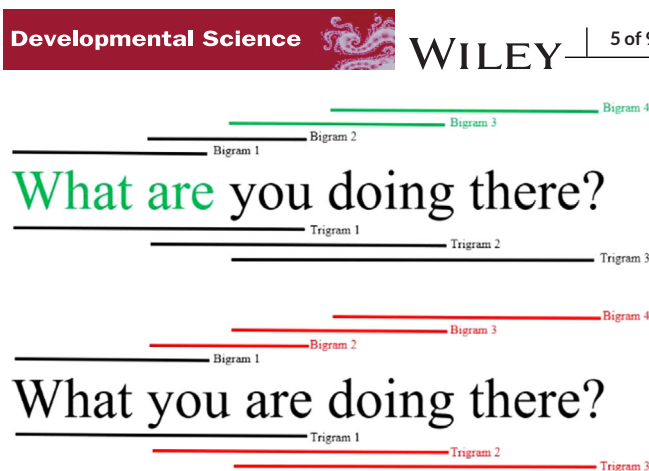 Developmental Science
WILEY
5 of 9
Bigram 4
Bigram 3
Bigram 2
Bigram 1
What are you doing there?
Trigram 1
Trigram 2
Trigram 3
Bigram 4
Bigram 3
Bigram 2
Bigram 1
What you are doing there?
Trigram 1
Trigram 2
Trigram 3